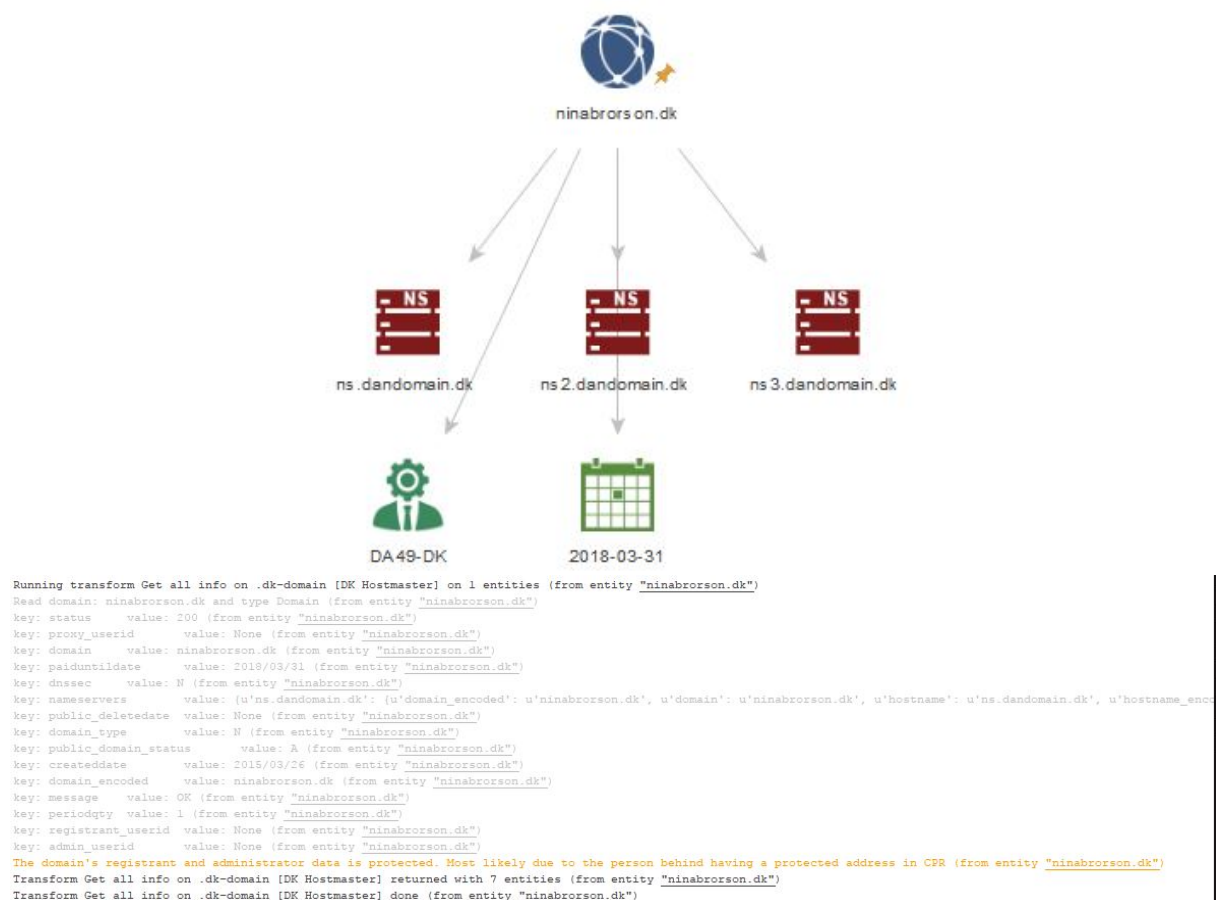 ninabrorson.dk
NS
NS
NS
ns.dandomain.dk
ns2.dandomain.dk
ns3.dandomain.dk
DA49-DK
2018-03-31
Running transform Get all info on .dk-domain [DK Hostmaster] on 1 entities (from entity "ninabrorson.dk")
Read domain: ninabrorson.dk and type Domain (from entity "ninabrorson.dk")
key: status value: 200 (from entity "ninabrorson.dk")
key: proxy_userid value: None (from entity "ninabrorson.dk")
key: domain value: ninabrorson.dk (from entity "ninabrorson.dk")
key: paiduntildate value: 2018/03/31 (from entity "ninabrorson.dk")
key: dnssec value: N (from entity "ninabrorson.dk")
key: nameservers value: {u'ns.dandomain.dk': {u'domain_encoded': u'ninabrorson.dk', u'domain': u'ninabrorson.dk', u'hostname': u'ns.dandomain.dk', u'hostname_enco
key: public_deletedate value: None (from entity "ninabrorson.dk")
key: domain_type value: N (from entity "ninabrorson.dk")
key: public_domain_status value: A (from entity "ninabrorson.dk")
key: createddate value: 2015/03/26 (from entity "ninabrorson.dk")
key: domain_encoded value: ninabrorson.dk (from entity "ninabrorson.dk")
key: message value: OK (from entity "ninabrorson.dk")
key: periodqty value: 1 (from entity "ninabrorson.dk")
key: registrant_userid value: None (from entity "ninabrorson.dk")
key: admin_userid value: None (from entity "ninabrorson.dk")
The domain's registrant and administrator data is protected. Most likely due to the person behind having a protected address in CPR (from entity "ninabrorson.dk")
Transform Get all info on .dk-domain [DK Hostmaster] returned with 7 entities (from entity "ninabrorson.dk")
Transform Get all info on .dk-domain [DK Hostmaster] done (from entity "ninabrorson.dk")